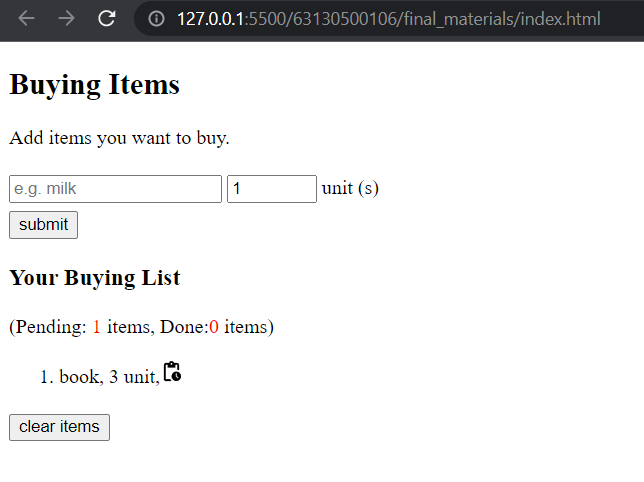 127.0.0.1:5500/63130500106/final_materials/index.html
Buying Items
Add items you want to buy.
e.g. milk 1 unit (s)
submit
Your Buying List
(Pending: 1 items, Done:0 items)
1. book, 3 unit,
clear items